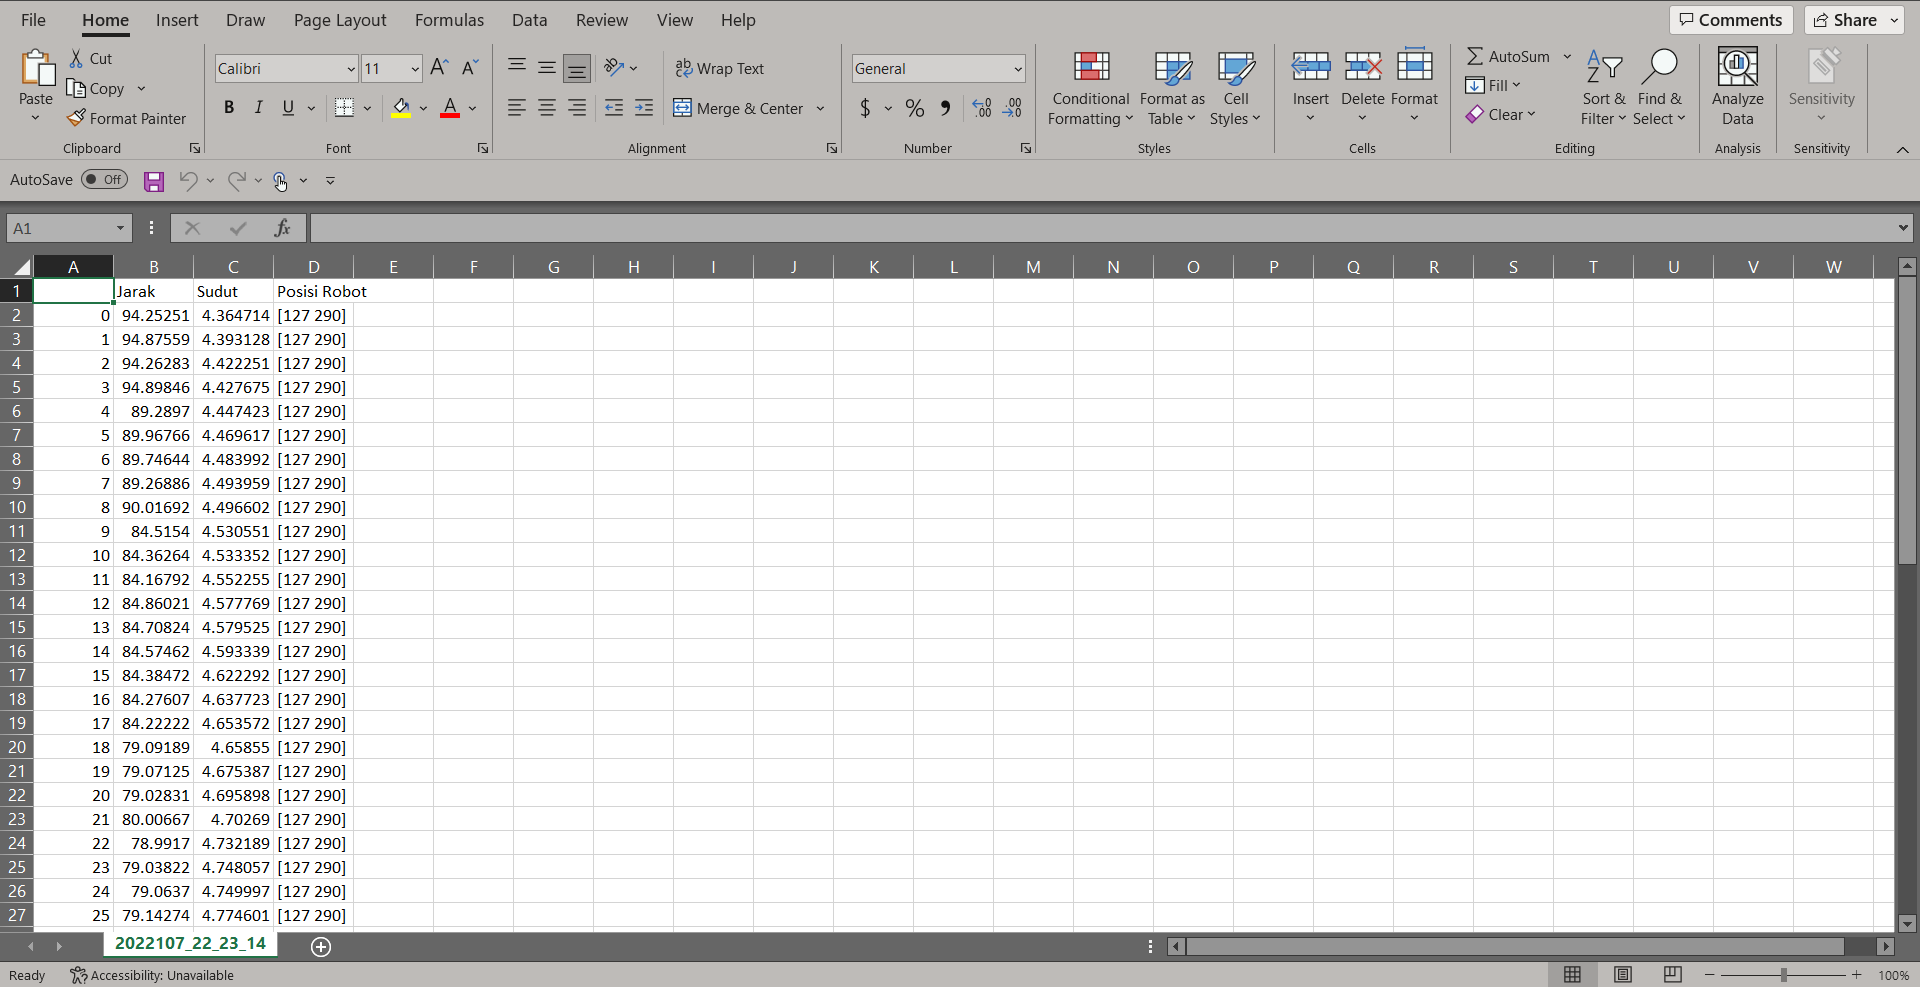 File Home Insert Draw Page Layout Formulas Data Review View Help Comments Share
Paste Cut Copy Format Painter Clipboard
Calibri 11 A A B I U A Font
ab Wrap Text Merge & Center Alignment
General $ % 9 .00 Number
Conditional Formatting Format as Table Cell Styles Styles
Insert Delete Format Cells
AutoSum Fill Clear Sort & Filter Find & Select Editing
Analyze Data Analysis
Sensitivity Sensitivity
AutoSave Off
A1 fx
A B C D E F G H I J K L M N O P Q R S T U V W
1 Jarak Sudut Posisi Robot
2 0 94.25251 4.364714 [127 290]
3 1 94.87559 4.393128 [127 290]
4 2 94.26283 4.422251 [127 290]
5 3 94.89846 4.427675 [127 290]
6 4 89.2897 4.447423 [127 290]
7 5 89.96766 4.469617 [127 290]
8 6 89.74644 4.483992 [127 290]
9 7 89.26886 4.493959 [127 290]
10 8 90.01692 4.496602 [127 290]
11 9 84.5154 4.530551 [127 290]
12 10 84.36264 4.533352 [127 290]
13 11 84.16792 4.552255 [127 290]
14 12 84.86021 4.577769 [127 290]
15 13 84.70824 4.579525 [127 290]
16 14 84.57462 4.593339 [127 290]
17 15 84.38472 4.622292 [127 290]
18 16 84.27607 4.637723 [127 290]
19 17 84.22222 4.653572 [127 290]
20 18 79.09189 4.65855 [127 290]
21 19 79.07125 4.675387 [127 290]
22 20 79.02831 4.695898 [127 290]
23 21 80.00667 4.70269 [127 290]
24 22 78.9917 4.732189 [127 290]
25 23 79.03822 4.748057 [127 290]
26 24 79.0637 4.749997 [127 290]
27 25 79.14274 4.774601 [127 290]
2022107_22_23_14
Ready Accessibility: Unavailable 100%